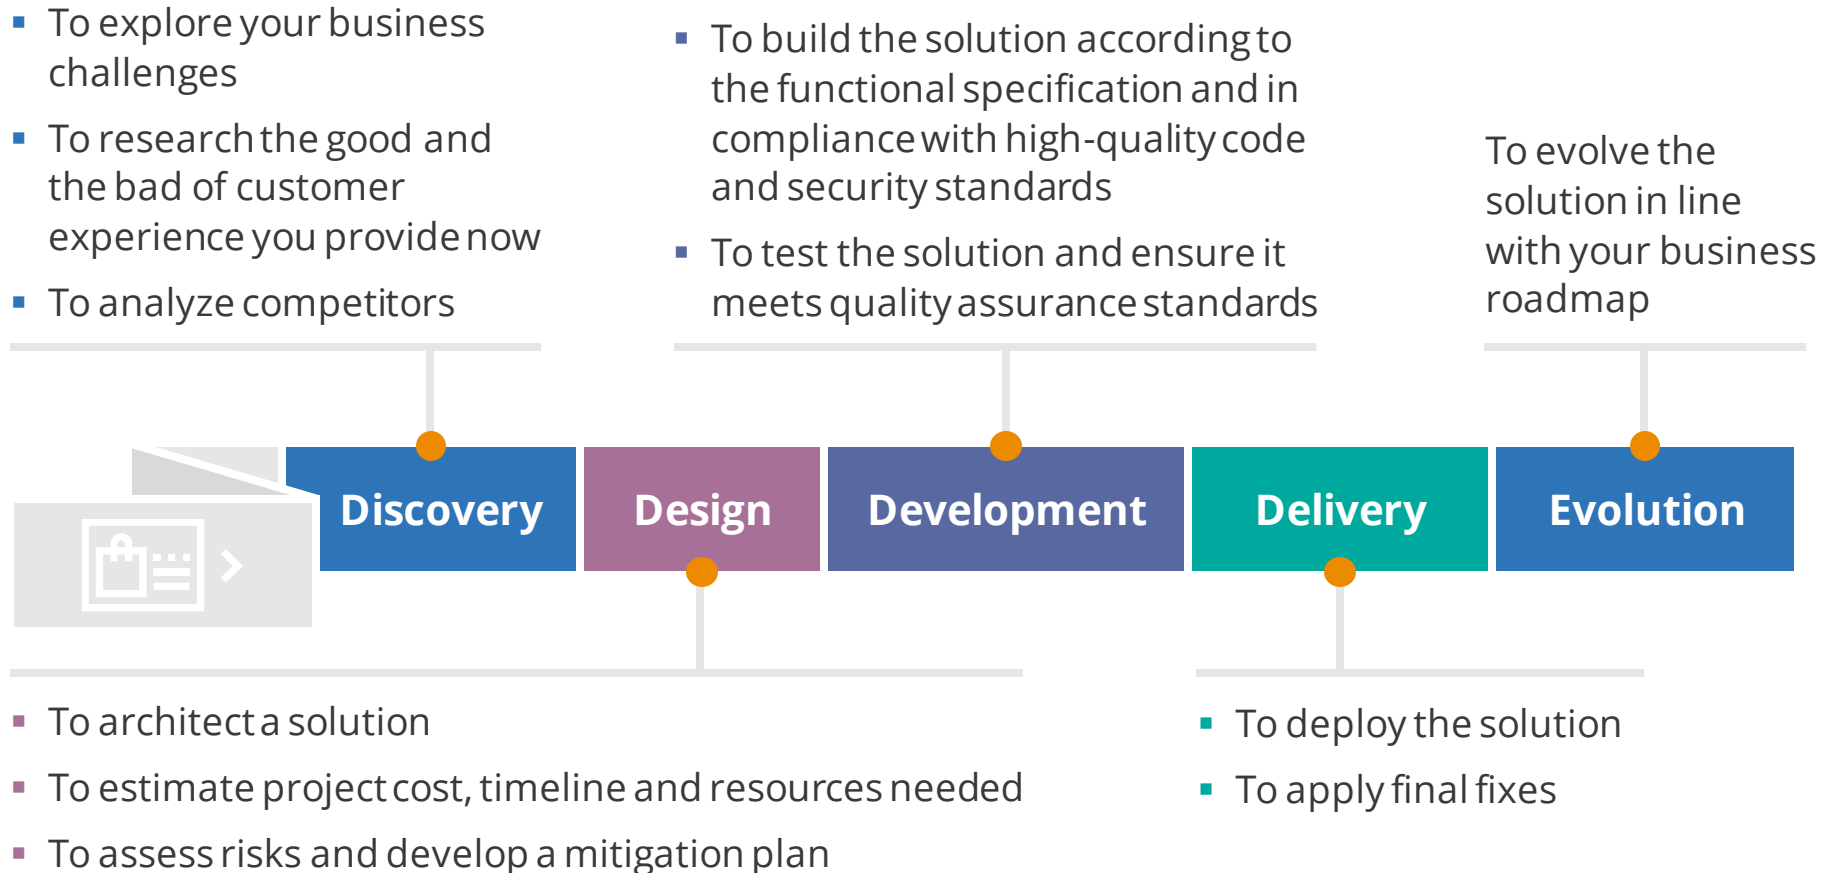 To explore your business
challenges
To research the good and
the bad of customer
experience you provide now
To analyze competitors
To build the solution according to
the functional specification and in
compliance with high-quality code
and security standards
To test the solution and ensure it
meets quality assurance standards
To evolve the
solution in line
with your business
roadmap
Discovery
Design
Development
Delivery
Evolution
To architect a solution
To estimate project cost, timeline and resources needed
To assess risks and develop a mitigation plan
To deploy the solution
To apply final fixes